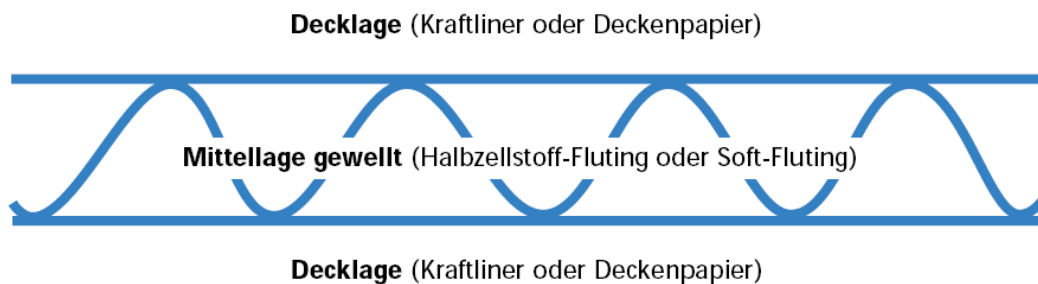 Decklage (Kraftliner oder Deckenpapier)
Mittellage gewellt (Halbzellstoff-Fluting oder Soft-Fluting)
Decklage (Kraftliner oder Deckenpapier)